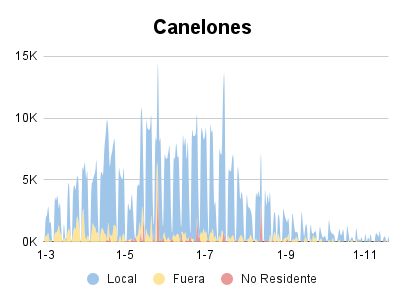 Canelones
15K
10K
5K
0K
1-3 1-5 1-7 1-9 1-11
Local Fuera No Residente